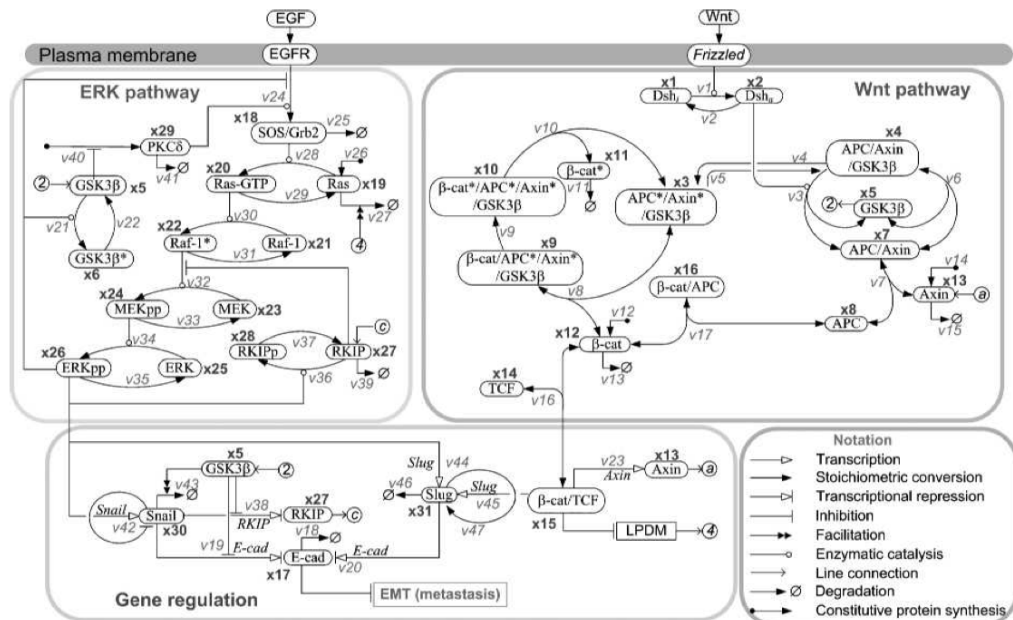 EGF
Wnt
Plasma membrane
EGFR
Frizzled
ERK pathway
v24
x18
SOS/Grb2
v25
Ø
v28
v26
x29
PKCδ
v40
v41
Ø
x20
Ras-GTP
Ras
x19
v29
v27
Ø
4
2
GSK3β
x5
v21
v22
GSK3β*
x6
v30
x22
Raf-1*
Raf-1
x21
v31
v32
x24
MEKpp
MEK
x23
v33
v34
x28
RKIPp
v37
RKIP
x27
c
v36
v39
Ø
x26
ERKpp
ERK
x25
v35
Wnt pathway
x1
Dshi
v1
x2
Dsha
v2
x4
APC/Axin
/GSK3β
v10
x10
β-cat*/APC*/Axin*
/GSK3β
x11
β-cat*
v11
Ø
x3
APC*/Axin*
/GSK3β
v4
v5
v3
v6
x5
2
GSK3β
x7
APC/Axin
v9
x9
β-cat/APC*/Axin*
/GSK3β
v8
x16
β-cat/APC
v14
x13
Axin
a
v7
v15
Ø
x8
APC
v12
x12
β-cat
v17
v13
Ø
x14
TCF
v16
x5
GSK3β
2
v43
Ø
Snail
v42
Snail
x30
v38
RKIP
x27
RKIP
c
v18
Ø
v19
E-cad
E-cad
x17
E-cad
v20
Slug
v44
v46
Ø
Slug
x31
Slug
v45
v47
v23
Axin
x13
Axin
a
β-cat/TCF
x15
LPDM
4
EMT (metastasis)
Gene regulation
Notation
Transcription
Stoichiometric conversion
Transcriptional repression
Inhibition
Facilitation
Enzymatic catalysis
Line connection
Ø Degradation
Constitutive protein synthesis